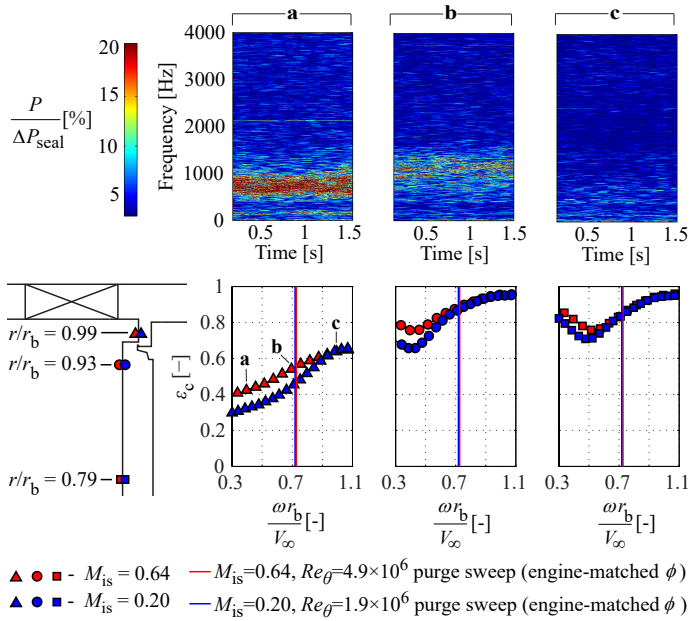 a
b
c
P/ΔP_seal [%]
20
15
10
5
Frequency [Hz]
4000
3000
2000
1000
0
0.5 1 1.5
Time [s]
0.5 1 1.5
Time [s]
0.5 1 1.5
Time [s]
r/r_b = 0.99
r/r_b = 0.93
r/r_b = 0.79
ε_c [−]
1
0.8
0.6
0.4
0.2
0
a
b
c
0.3 0.7 1.1
0.3 0.7 1.1
0.3 0.7 1.1
ωr_b/V_∞ [-]
ωr_b/V_∞ [-]
ωr_b/V_∞ [-]
- M_is = 0.64
M_is=0.64, Re_θ=4.9×10^6 purge sweep (engine-matched ϕ)
- M_is = 0.20
M_is=0.20, Re_θ=1.9×10^6 purge sweep (engine-matched ϕ)